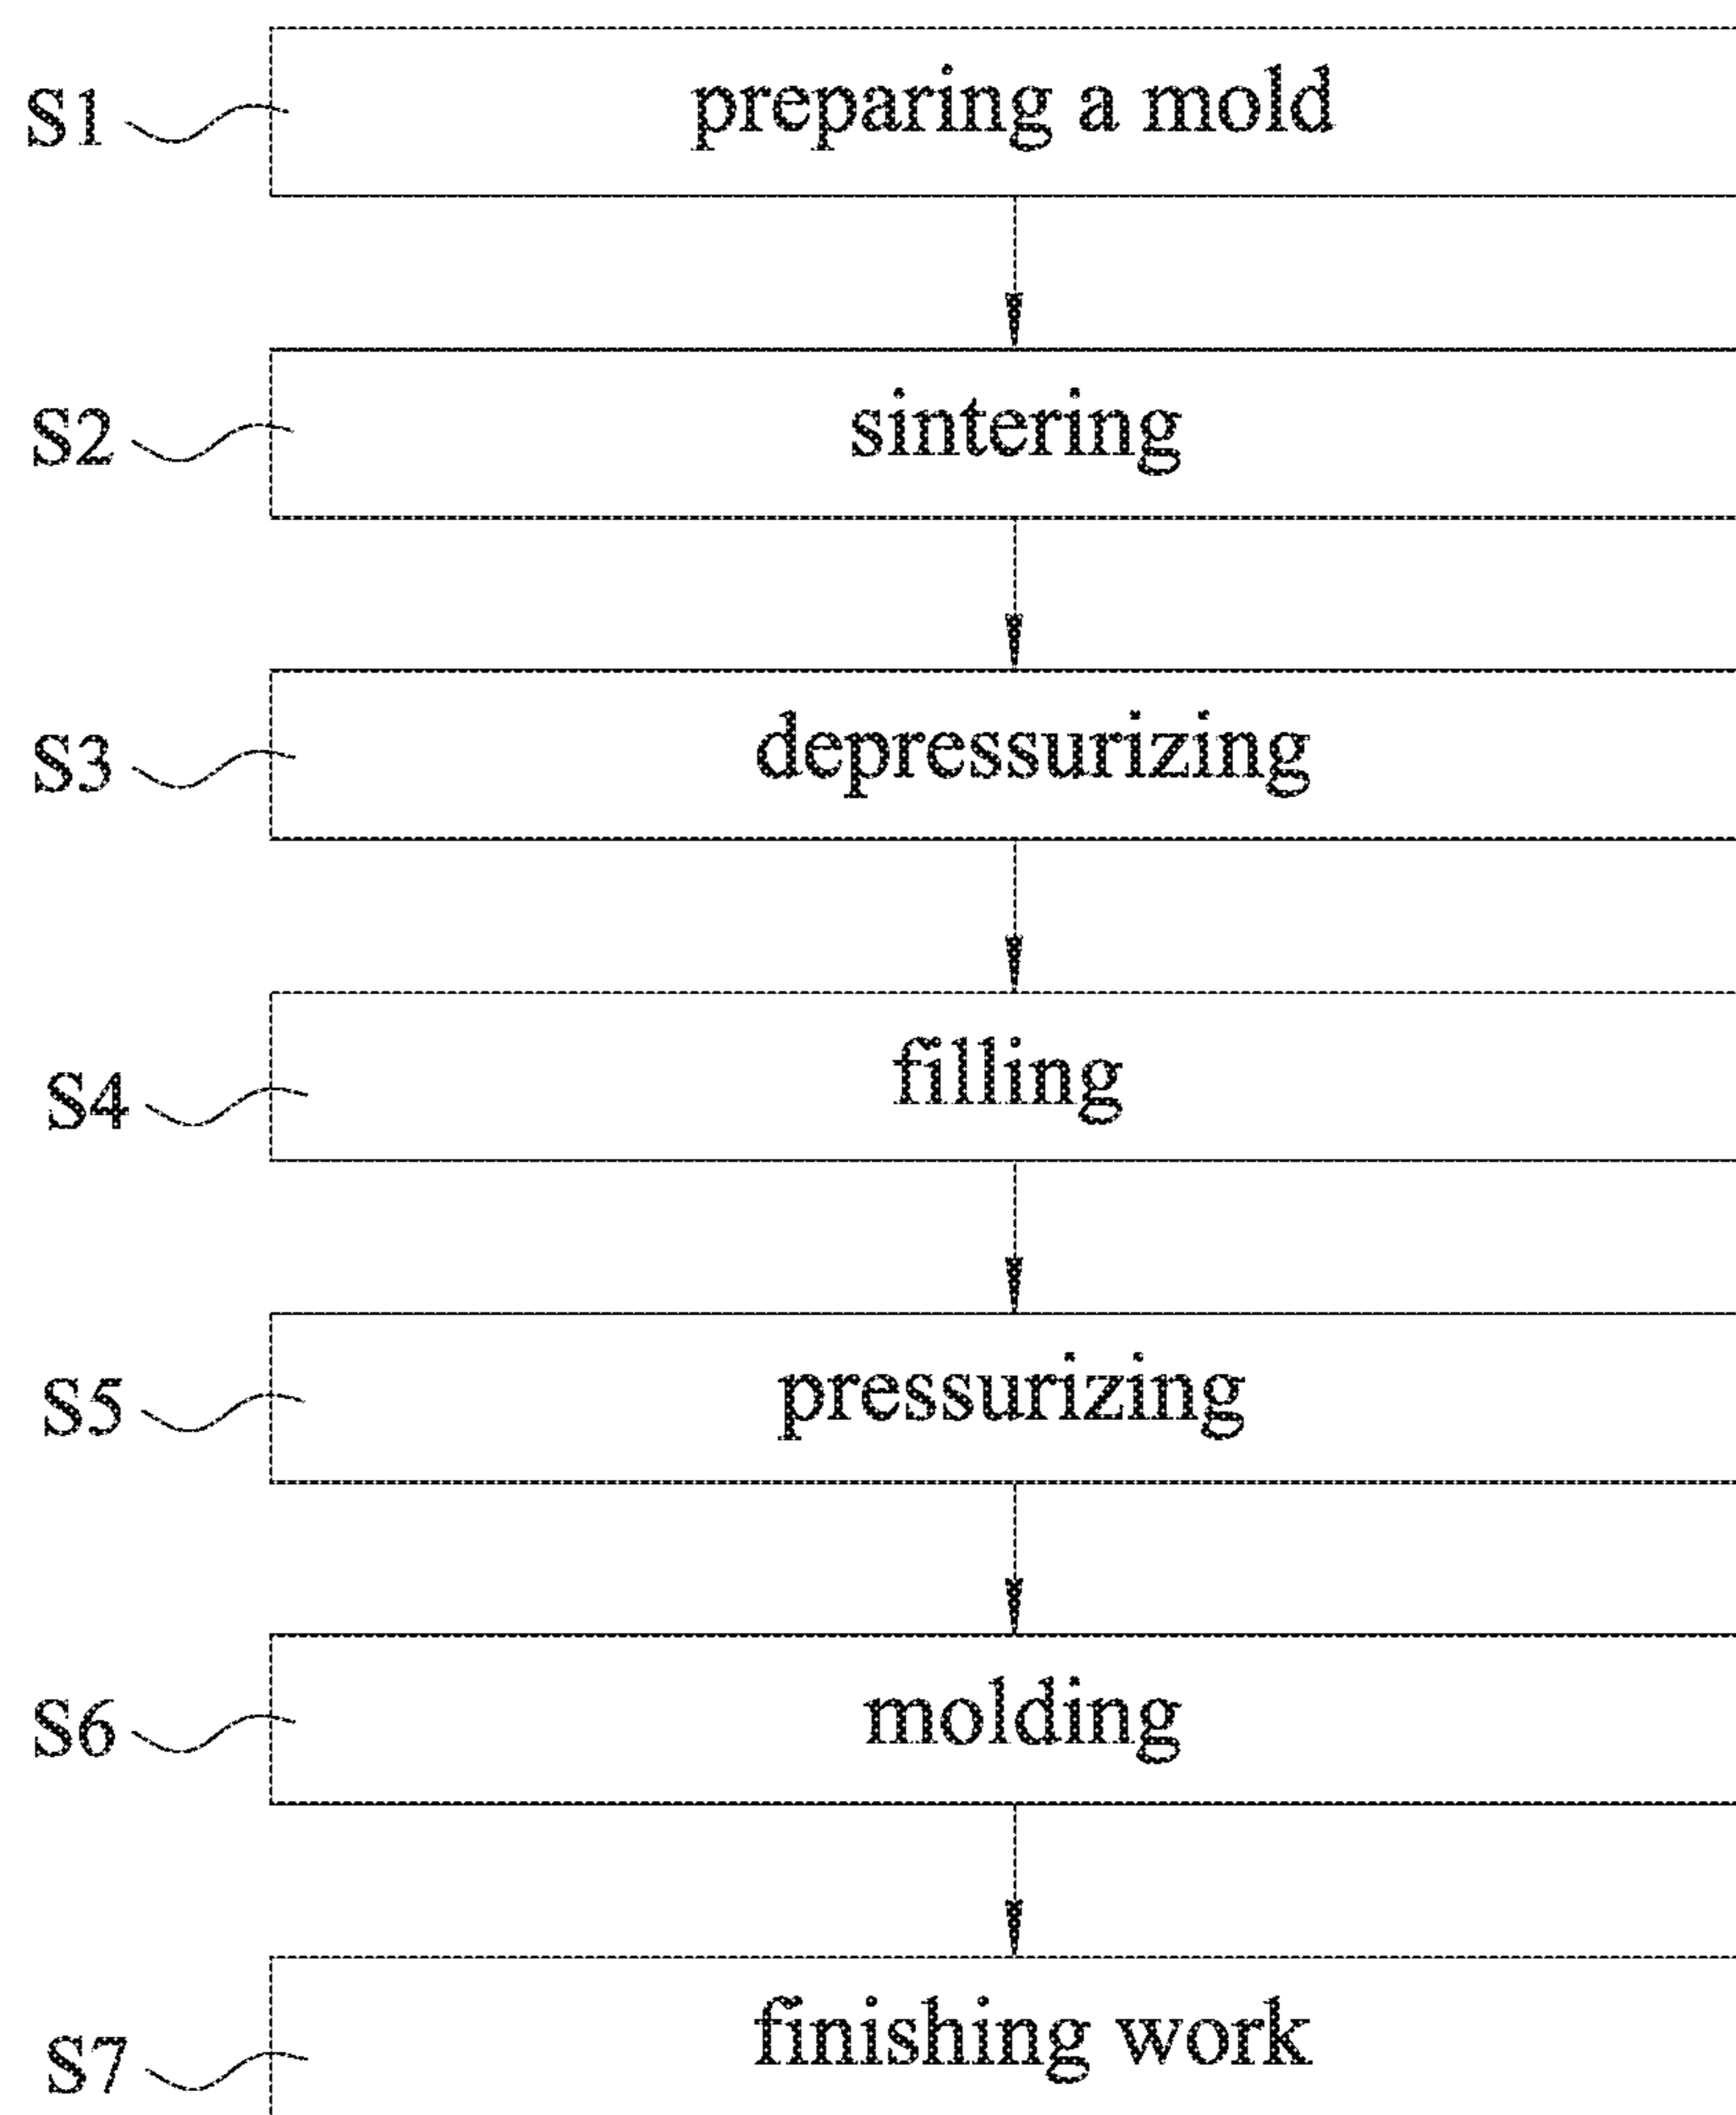 S1 preparing a mold
S2 sintering
S3 depressurizing
S4 filling
S5 pressurizing
S6 molding
S7 finishing work